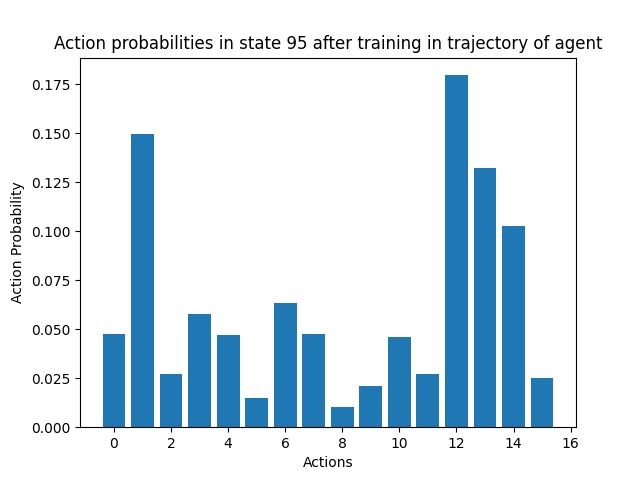 Action probabilities in state 95 after training in trajectory of agent
0.175
0.150
0.125
0.100
0.075
0.050
0.025
0.000
Action Probability
0 2 4 6 8 10 12 14 16
Actions